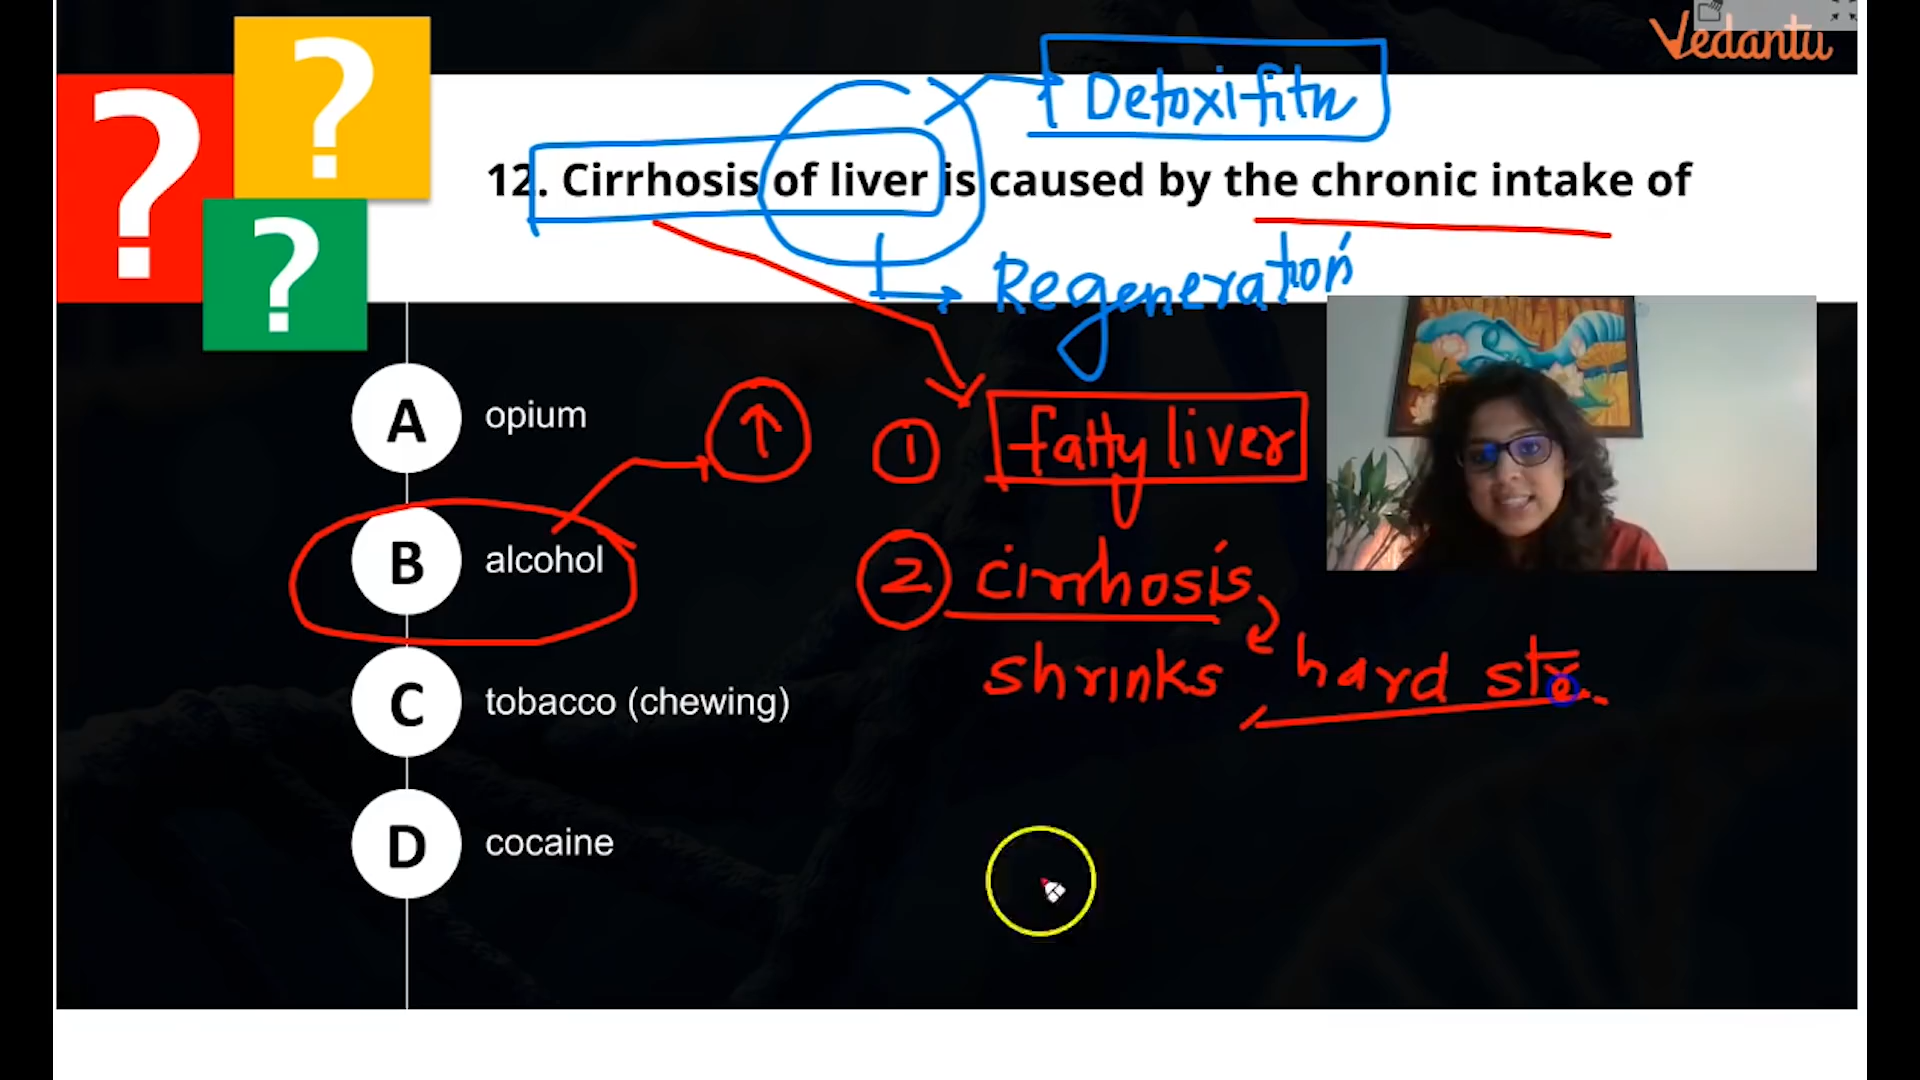 Vedantu
Detoxifitn
12. Cirrhosis of liver is caused by the chronic intake of
Regeneration
A opium
1 fatty liver
B alcohol
2 cirrhosis
shrinks hard stre..
C tobacco (chewing)
D cocaine